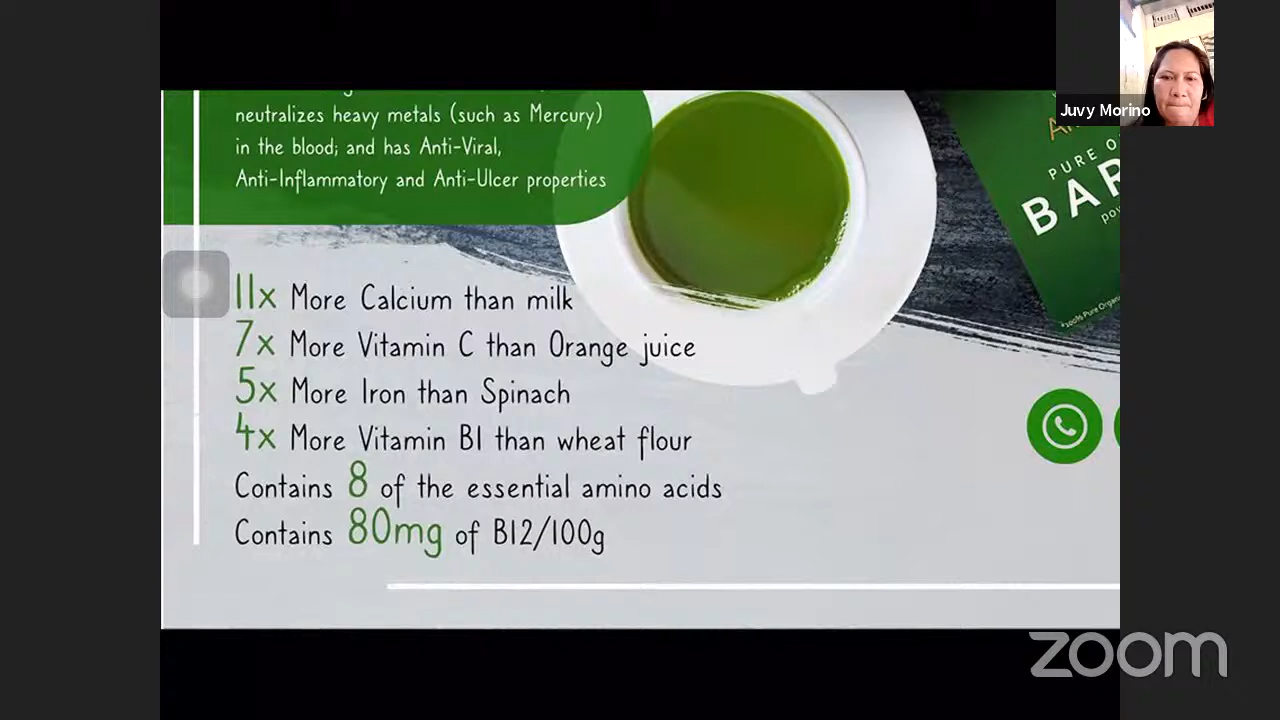 neutralizes heavy metals (such as Mercury)
in the blood; and has Anti-Viral,
Anti-Inflammatory and Anti-Ulcer properties
11x More Calcium than milk
7x More Vitamin C than Orange juice
5x More Iron than Spinach
4x More Vitamin B1 than wheat flour
Contains 8 of the essential amino acids
Contains 80mg of B12/100g
PURE O
BAR
Juvy Morino
zoom